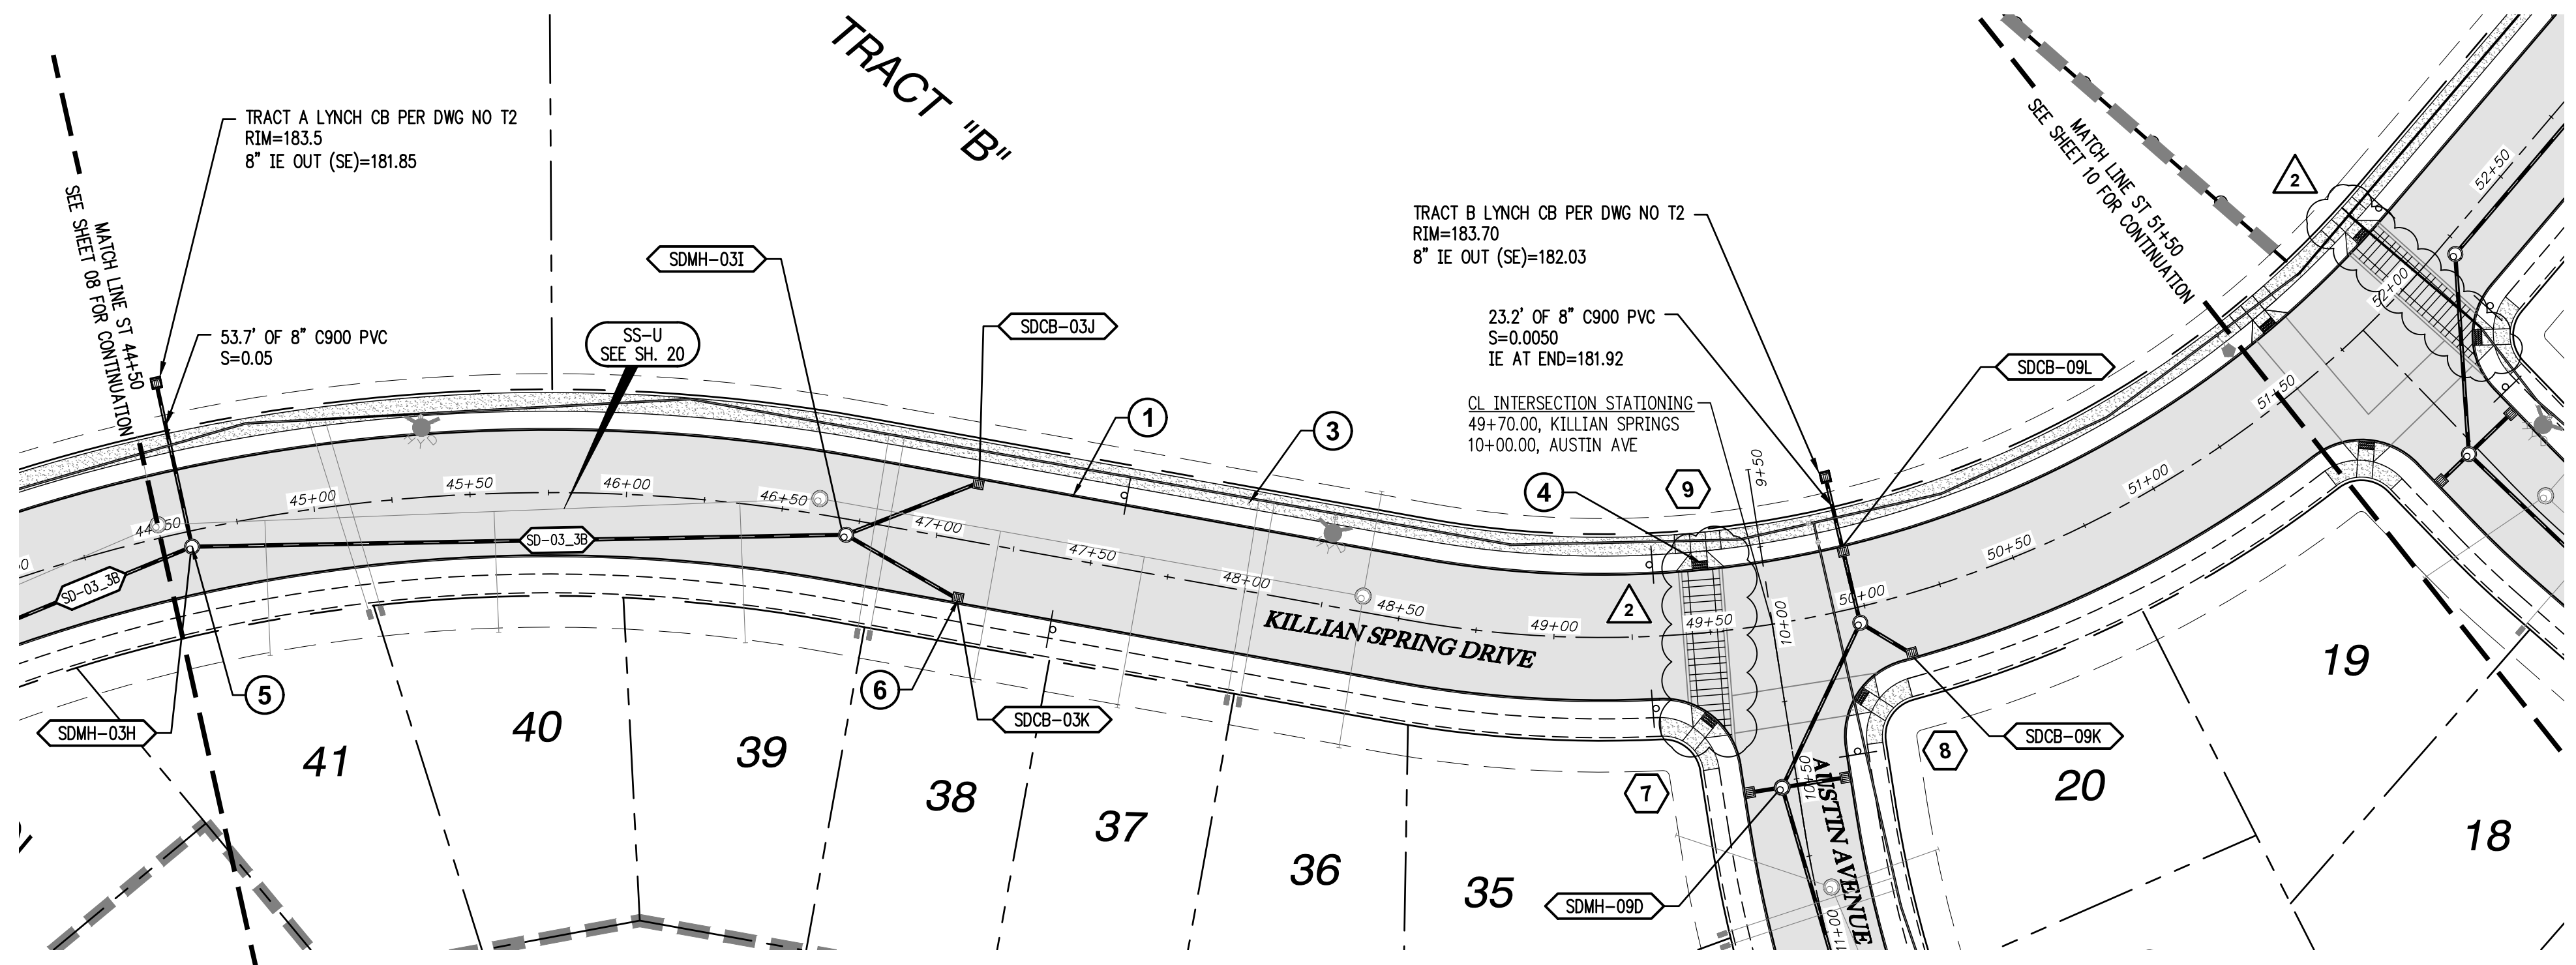 TRACT "B"
TRACT A LYNCH CB PER DWG NO T2
RIM=183.5
8" IE OUT (SE)=181.85
MATCH LINE ST 44+50
SEE SHEET 08 FOR CONTINUATION
53.7' OF 8" C900 PVC
S=0.05
SS-U
SEE SH. 20
SDMH-03I
SDCB-03J
1
3
TRACT B LYNCH CB PER DWG NO T2
RIM=183.70
8" IE OUT (SE)=182.03
23.2' OF 8" C900 PVC
S=0.0050
IE AT END=181.92
CL INTERSECTION STATIONING
49+70.00, KILLIAN SPRINGS
10+00.00, AUSTIN AVE
4
9
9+50
SDCB-09L
MATCH LINE ST 51+50
SEE SHEET 10 FOR CONTINUATION
2
52+50
52+00
51+50
51+00
50+50
50+00
49+50
49+00
48+50
48+00
47+50
47+00
46+50
46+00
45+50
45+00
44+50
SD-03_3B
SD-03_3B
2
KILLIAN SPRING DRIVE
10+00
10+50
11+00
AUSTIN AVENUE
SDMH-03H
5
6
SDCB-03K
7
8
SDCB-09K
SDMH-09D
41
40
39
38
37
36
35
20
19
18